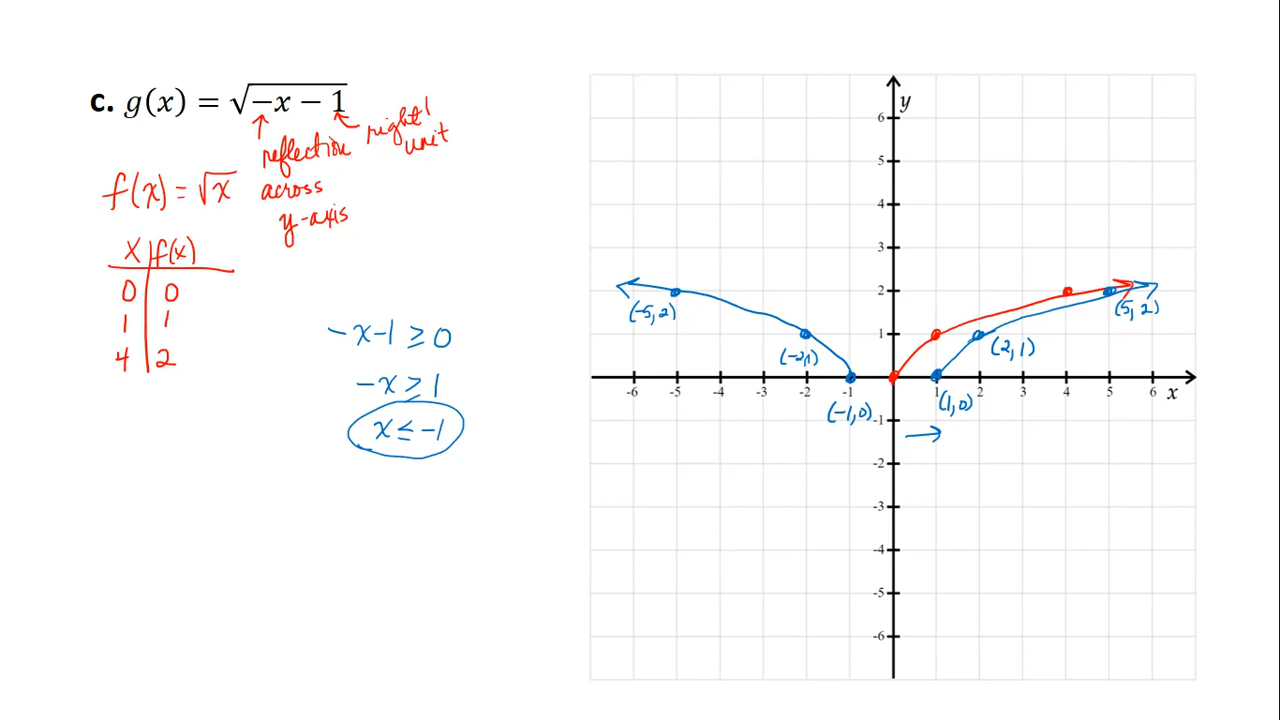 c. g(x) = √(-x - 1)
right 1
unit
reflection
across
y-axis
f(x) = √x
x f(x)
0 0
1 1
4 2
-x-1 ≥ 0
-x ≥ 1
x ≤ -1
y
6
5
4
3
2
1
-1
-2
-3
-4
-5
-6
-6 -5 -4 -3 -2 -1 1 2 3 4 5 6 x
(-5, 2)
(-2,1)
(-1,0)
(1,0)
(2,1)
(5, 2)